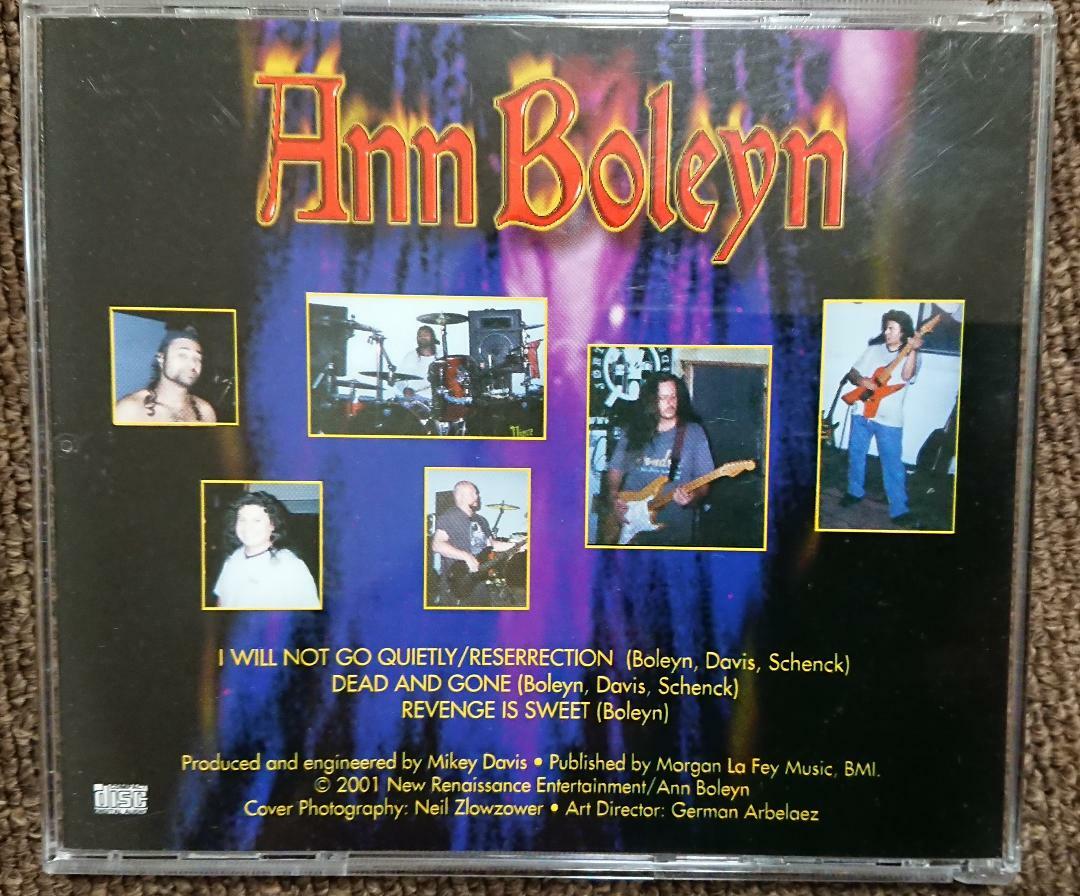 Ann Boleyn
I WILL NOT GO QUIETLY/RESERRECTION (Boleyn, Davis, Schenck)
DEAD AND GONE (Boleyn, Davis, Schenck)
REVENGE IS SWEET (Boleyn)
Produced and engineered by Mikey Davis • Published by Morgan La Fey Music, BMI.
© 2001 New Renaissance Entertainment/Ann Boleyn
Cover Photography: Neil Zlowzower • Art Director: German Arbelaez
disc